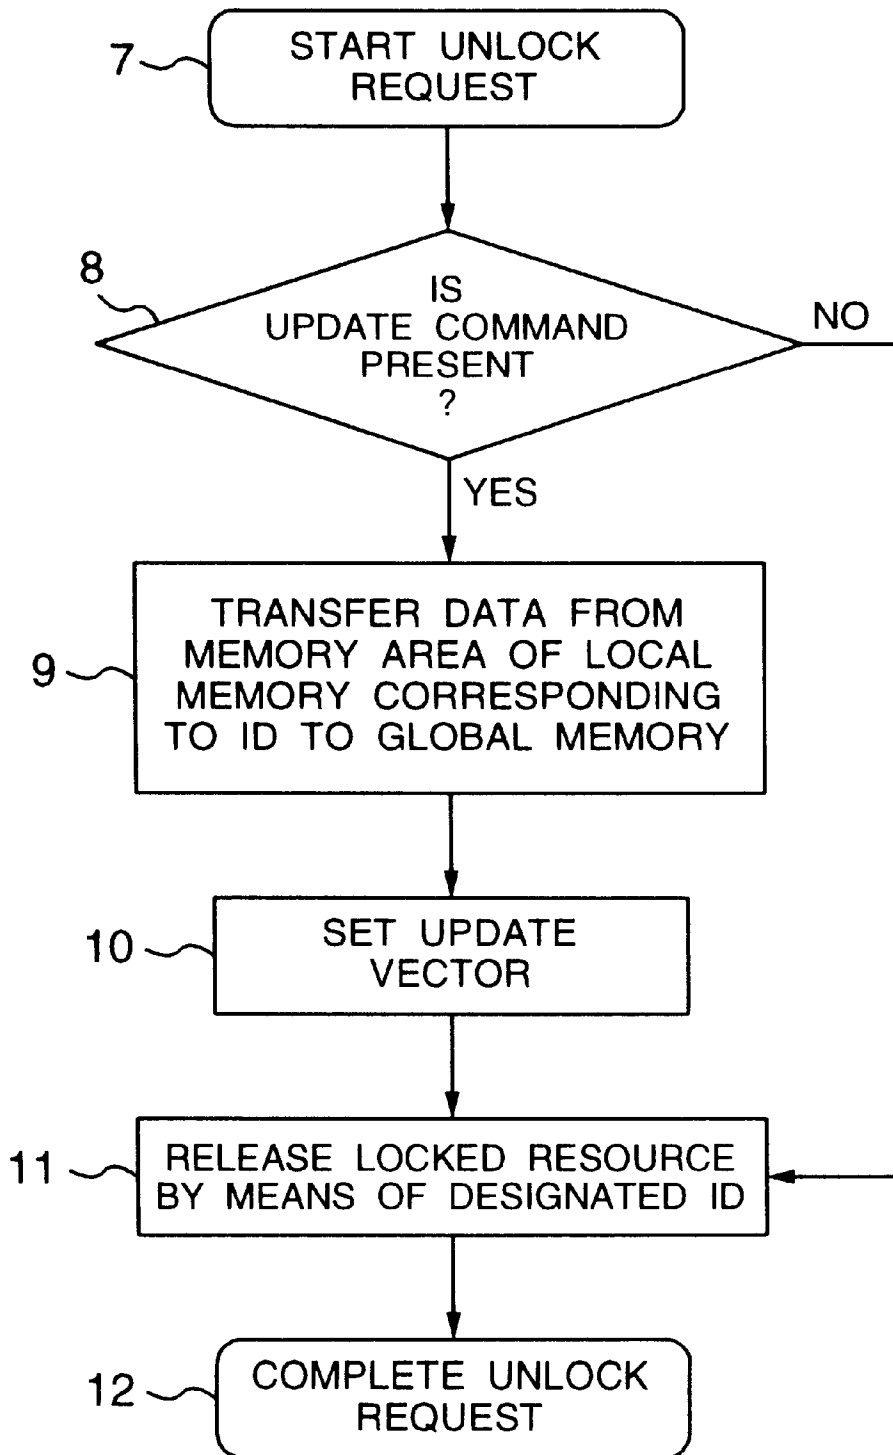 7
START UNLOCK
REQUEST
8
IS
UPDATE COMMAND
PRESENT
?
NO
YES
9
TRANSFER DATA FROM
MEMORY AREA OF LOCAL
MEMORY CORRESPONDING
TO ID TO GLOBAL MEMORY
10
SET UPDATE
VECTOR
11
RELEASE LOCKED RESOURCE
BY MEANS OF DESIGNATED ID
12
COMPLETE UNLOCK
REQUEST